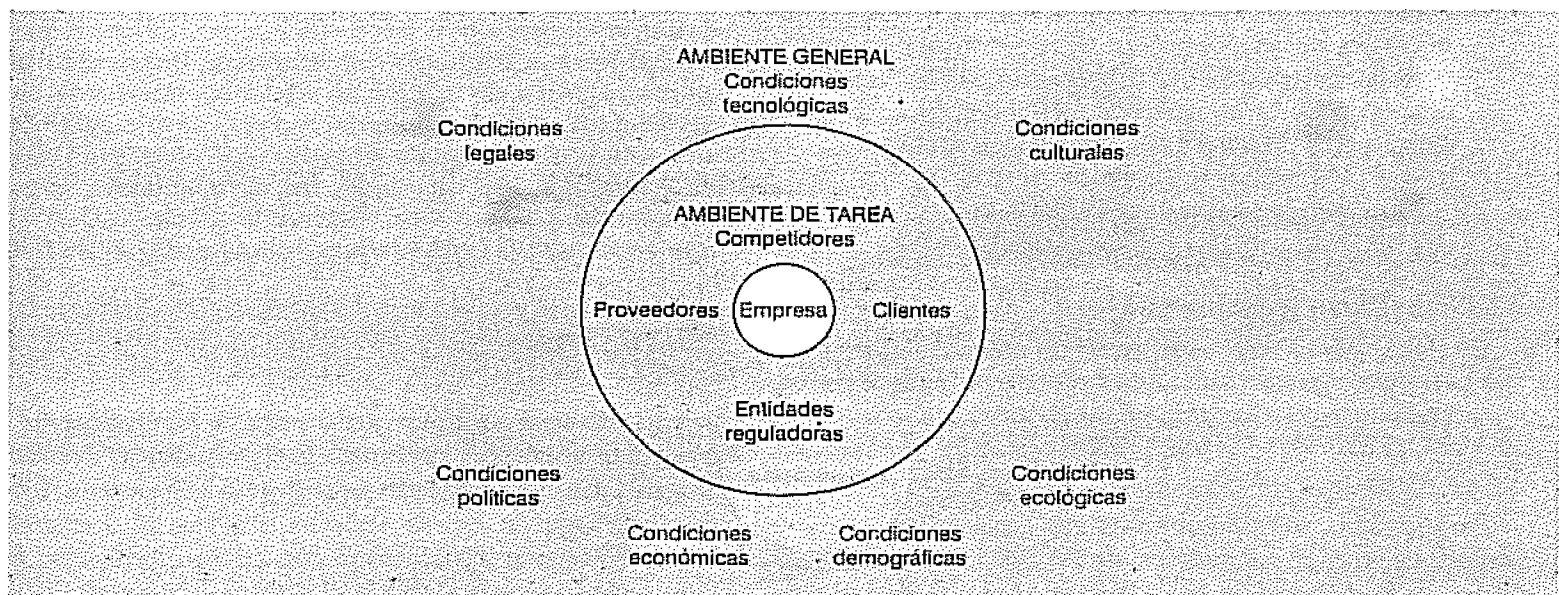 AMBIENTE GENERAL
Condiciones
tecnológicas
Condiciones
legales
Condiciones
culturales
AMBIENTE DE TAREA
Competidores
Proveedores
Empresa
Clientes
Entidades
reguladoras
Condiciones
políticas
Condiciones
ecológicas
Condiciones
económicas
Condiciones
demográficas